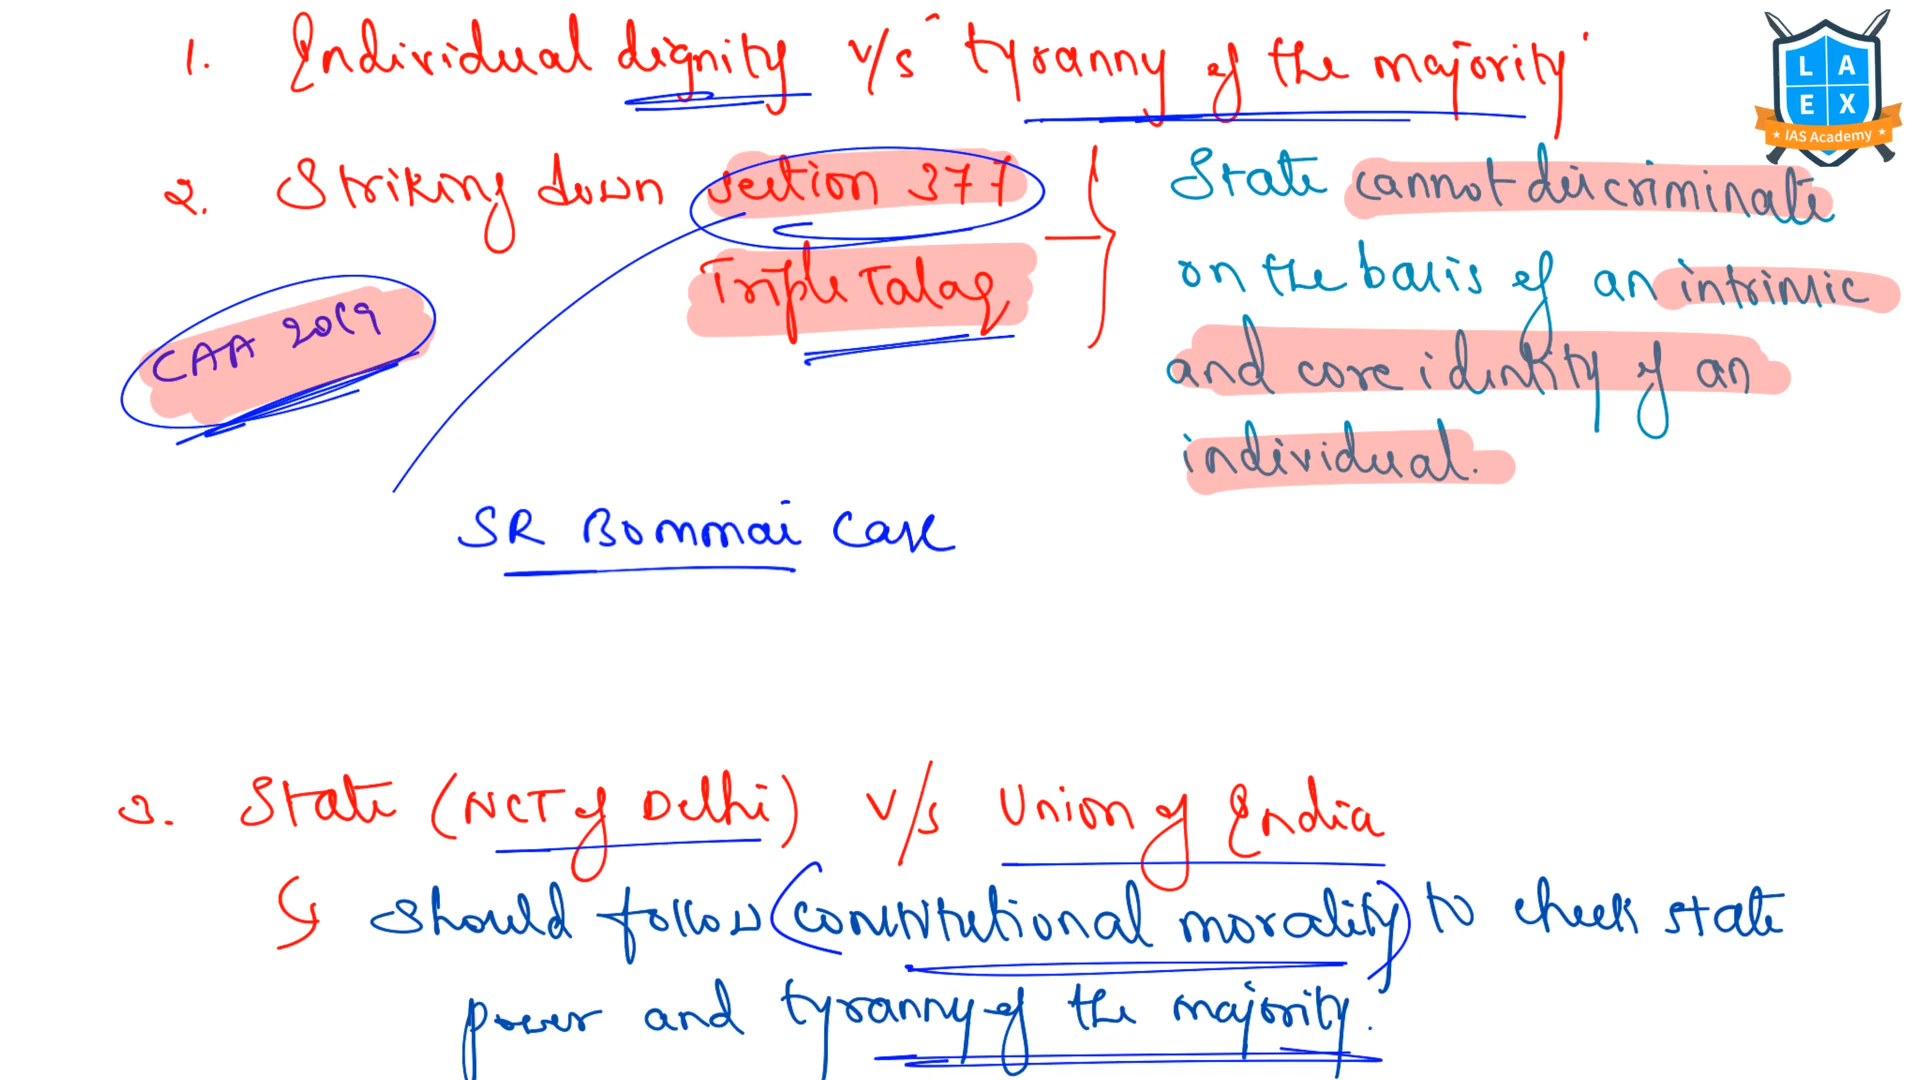 1. Individual dignity v/s "tyranny of the majority"
LA
EX
IAS Academy
2. Striking down section 377
Triple Talaq
State cannot discriminate
on the basis of an intrinsic
and core identity of an
individual.
CAA 2019
SR Bommai Case
3. State (NCT of Delhi) v/s Union of India
should follow (constitutional morality) to check state
power and tyranny of the majority.